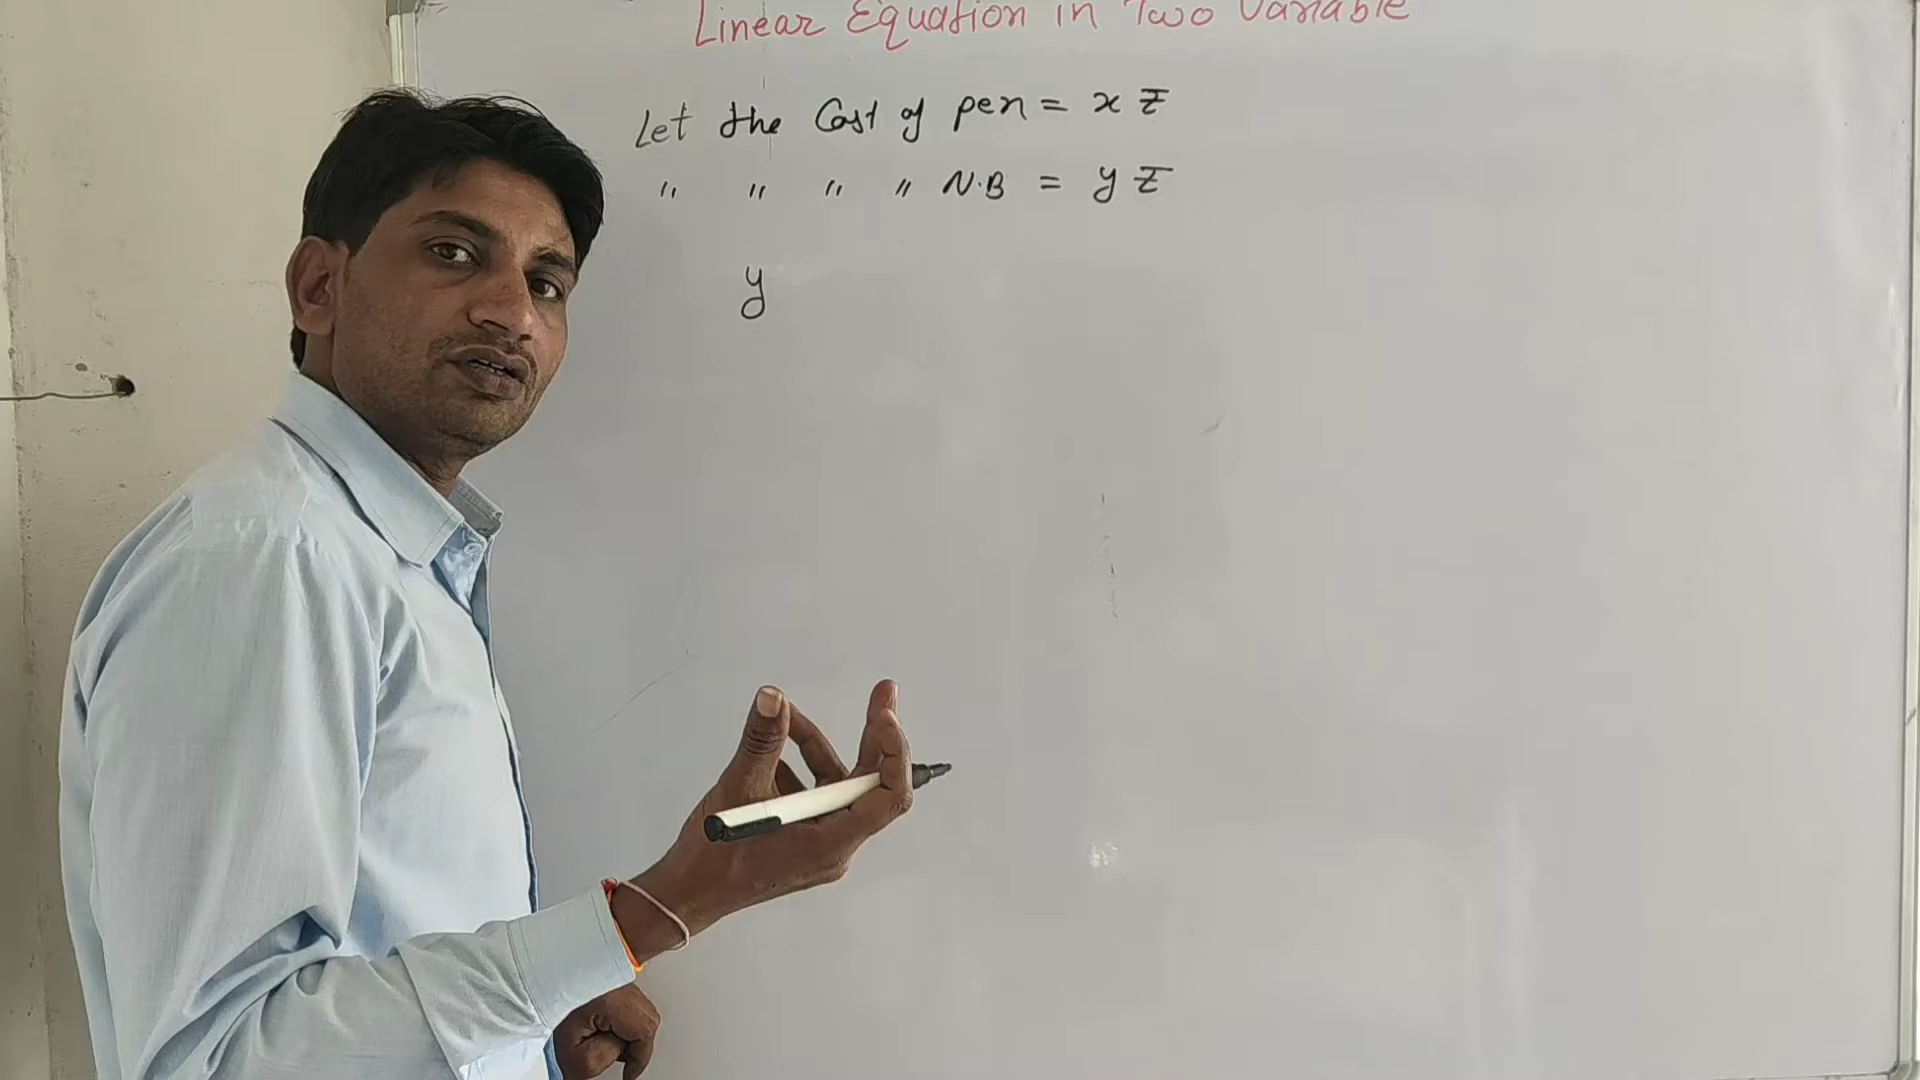 Linear Equation in Two Variable
Let the Cost of pen = x ₹
" " " " N.B = y ₹
y